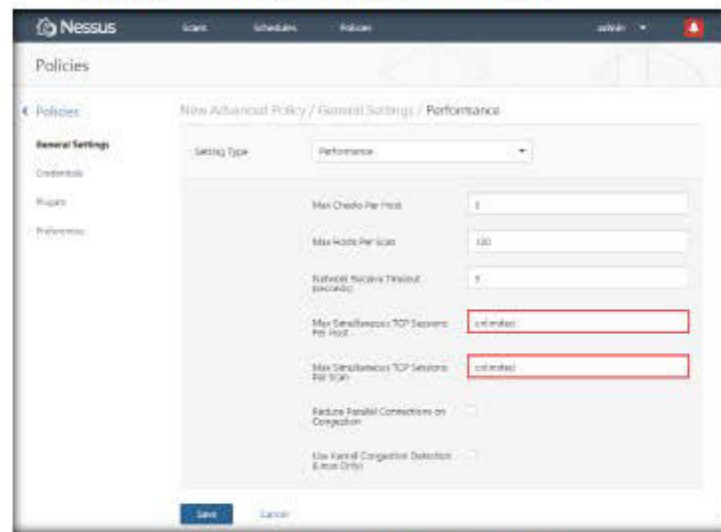 Nessus
Scans Schedules Policies admin
Policies
Policies
New Advanced Policy / General Settings / Performance
General Settings
Setting Type Performance
Credentials
Plugins
Preferences
Max Checks Per Host
Max Hosts Per Scan 100
Network Receive Timeout
(seconds)
Max Simultaneous TCP Sessions
Per Host
unlimited
Max Simultaneous TCP Sessions
Per Scan
unlimited
Reduce Parallel Connections on
Congestion
Use Kernel Congestion Detection
(Linux Only)
Save Cancel